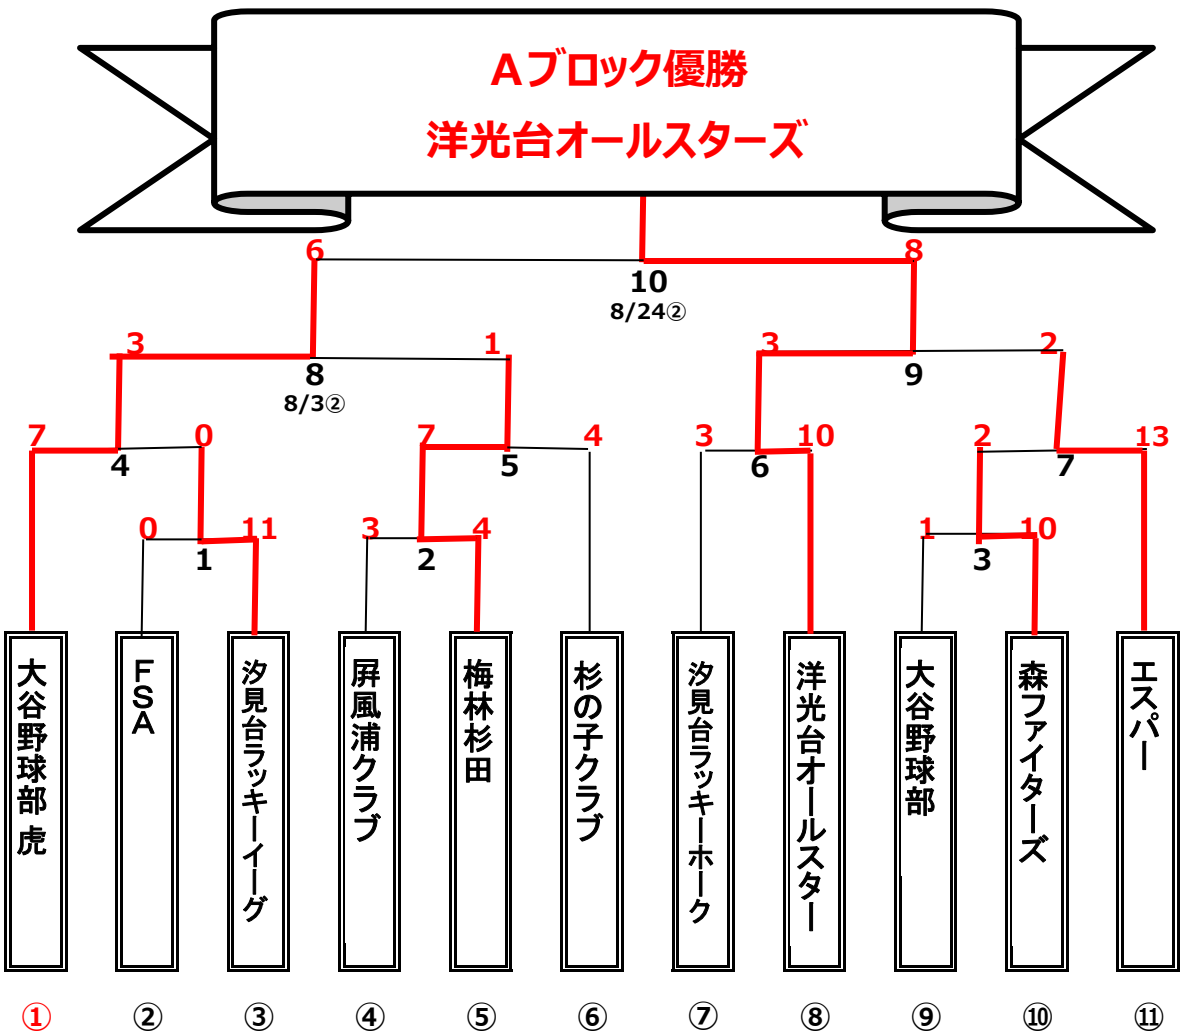 Aブロック優勝
洋光台オールスターズ
6 8
10
8/24②
3 1 3 2
8 9
8/3②
7 0 7 4 3 10 2 13
4 5 6 7
0 11 3 4 1 10
1 2 3
大谷野球部 虎
FSA
汐見台ラッキーイーグ
屛風浦クラブ
梅林杉田
杉の子クラブ
汐見台ラッキーホーク
洋光台オールスター
大谷野球部
森ファイターズ
エスパー
① ② ③ ④ ⑤ ⑥ ⑦ ⑧ ⑨ ⑩ ⑪